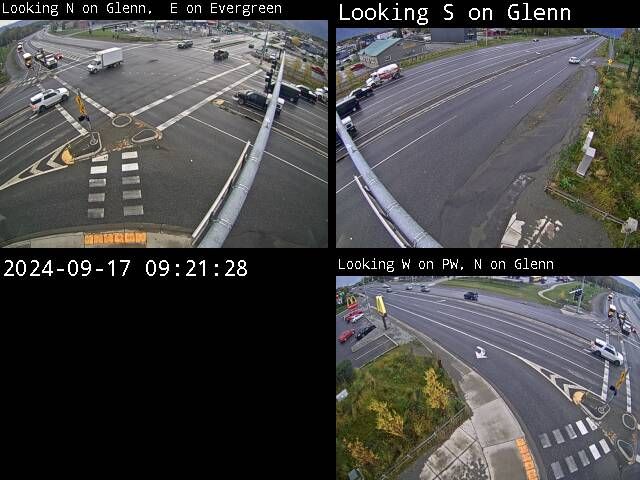 Looking N on Glenn,  E on Evergreen
Looking S on Glenn
2024-09-17 09:21:28
Looking W on PW, N on Glenn